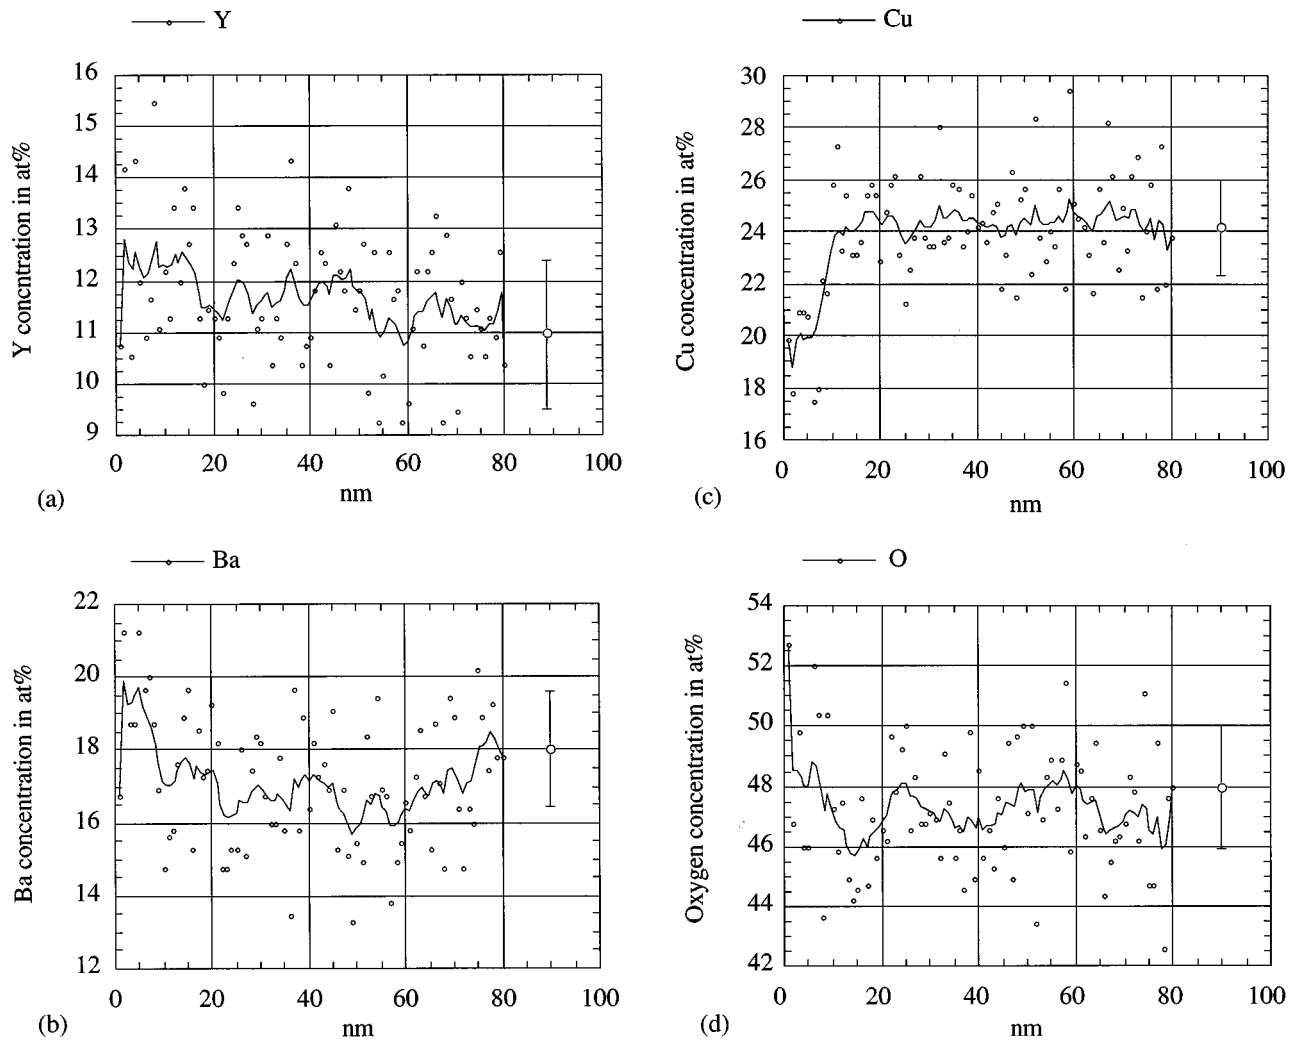 Y
16
15
14
13
12
11
10
9
Y concntration in at%
0 20 40 60 80 100
nm
(a)
Cu
30
28
26
24
22
20
18
16
Cu concentration in at%
0 20 40 60 80 100
nm
(c)
Ba
22
20
18
16
14
12
Ba concentration in at%
0 20 40 60 80 100
nm
(b)
O
54
52
50
48
46
44
42
Oxygen concentration in at%
0 20 40 60 80 100
nm
(d)